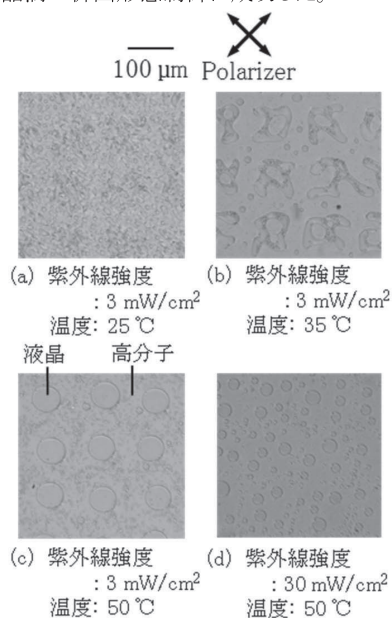 100 µm Polarizer
(a) 紫外線強度
: 3 mW/cm²
温度: 25 ℃
(b) 紫外線強度
: 3 mW/cm²
温度: 35 ℃
液晶 高分子
(c) 紫外線強度
: 3 mW/cm²
温度: 50 ℃
(d) 紫外線強度
: 30 mW/cm²
温度: 50 ℃